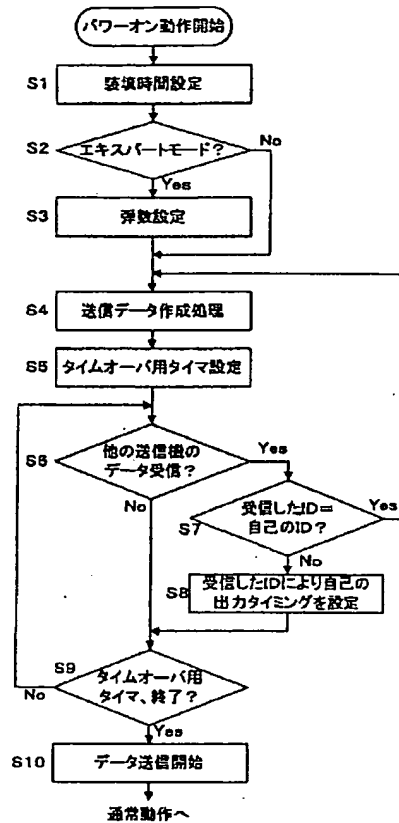 パワーオン動作開始
S1
装填時間設定
S2
エキスパートモード?
No
Yes
S3
弾数設定
S4
送信データ作成処理
S5
タイムオーバ用タイマ設定
S6
他の送信機の
データ受信?
Yes
No
S7
受信したID=
自己のID?
Yes
No
S8
受信したIDにより自己の
出力タイミングを設定
S9
タイムオーバ用
タイマ、終了?
No
Yes
S10
データ送信開始
通常動作へ